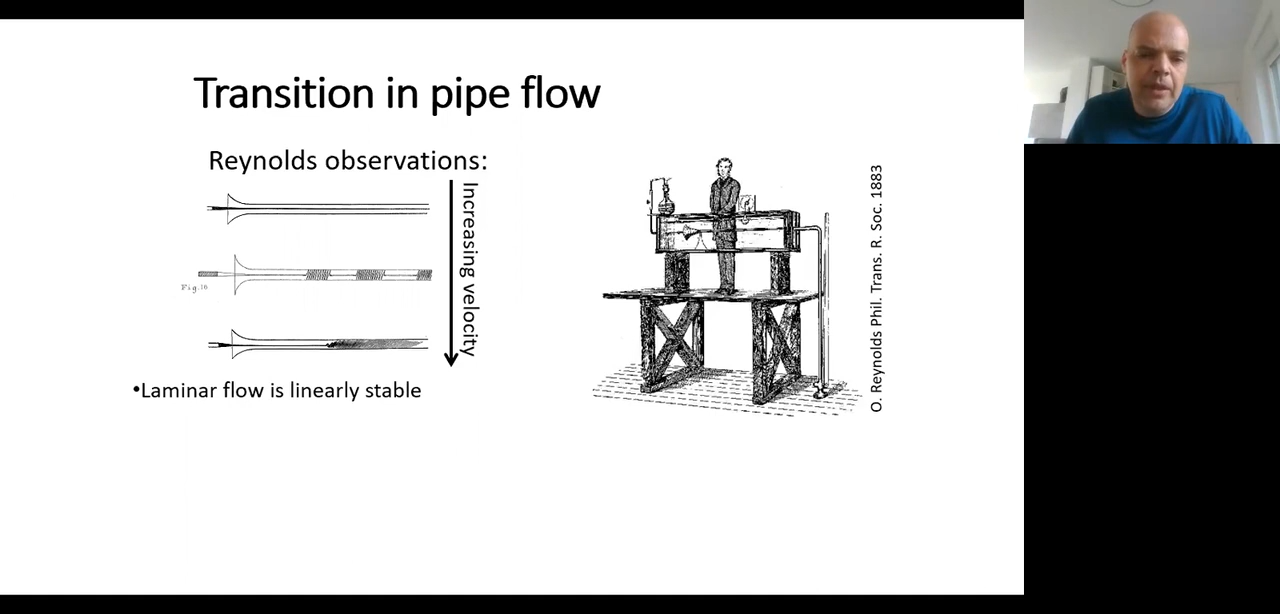 Transition in pipe flow
Reynolds observations:
Increasing velocity
Fig.16
•Laminar flow is linearly stable
O. Reynolds Phil. Trans. R. Soc. 1883